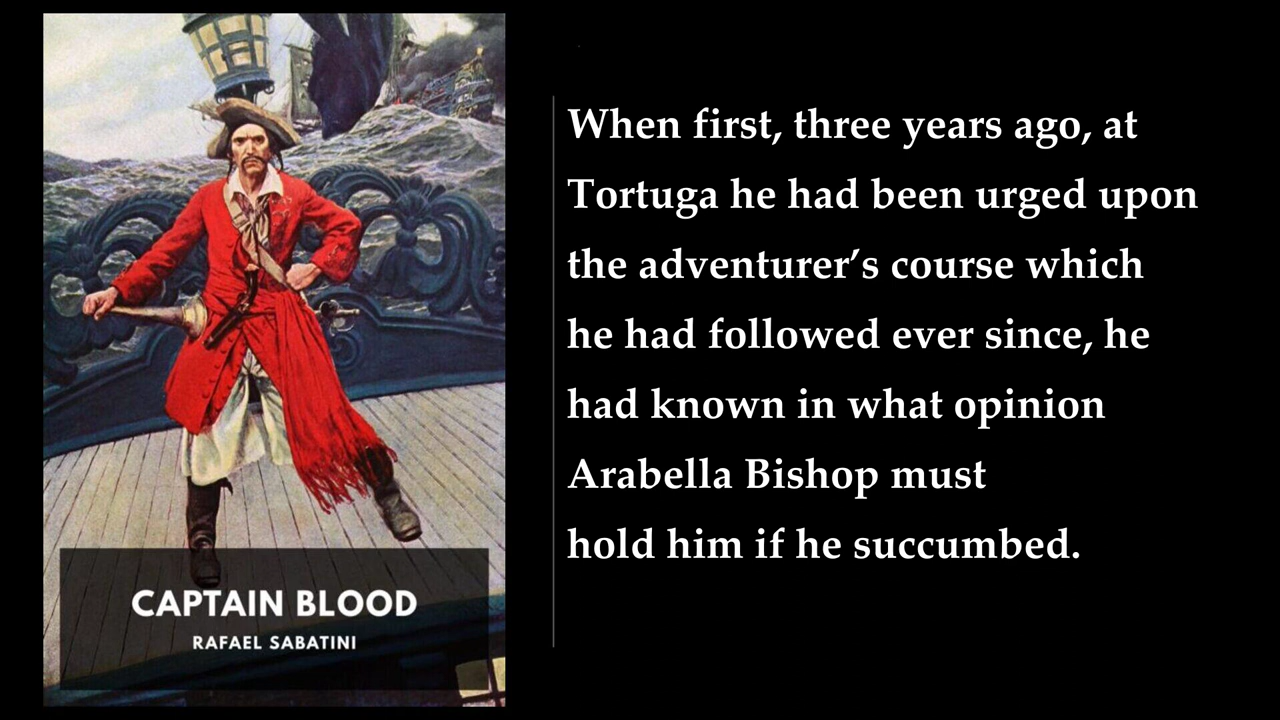 CAPTAIN BLOOD
RAFAEL SABATINI
When first, three years ago, at
Tortuga he had been urged upon
the adventurer’s course which
he had followed ever since, he
had known in what opinion
Arabella Bishop must
hold him if he succumbed.